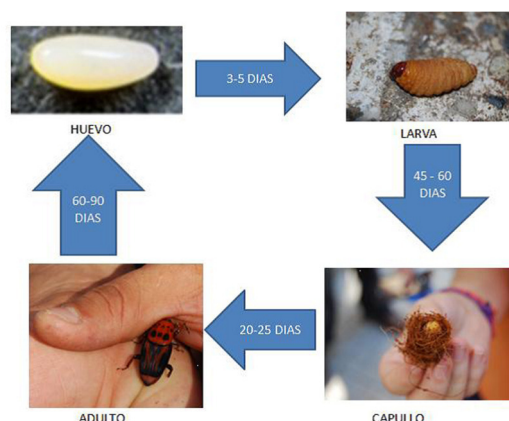 HUEVO
3-5 DIAS
LARVA
45 - 60
DIAS
CAPULLO
20-25 DIAS
ADULTO
60-90
DIAS